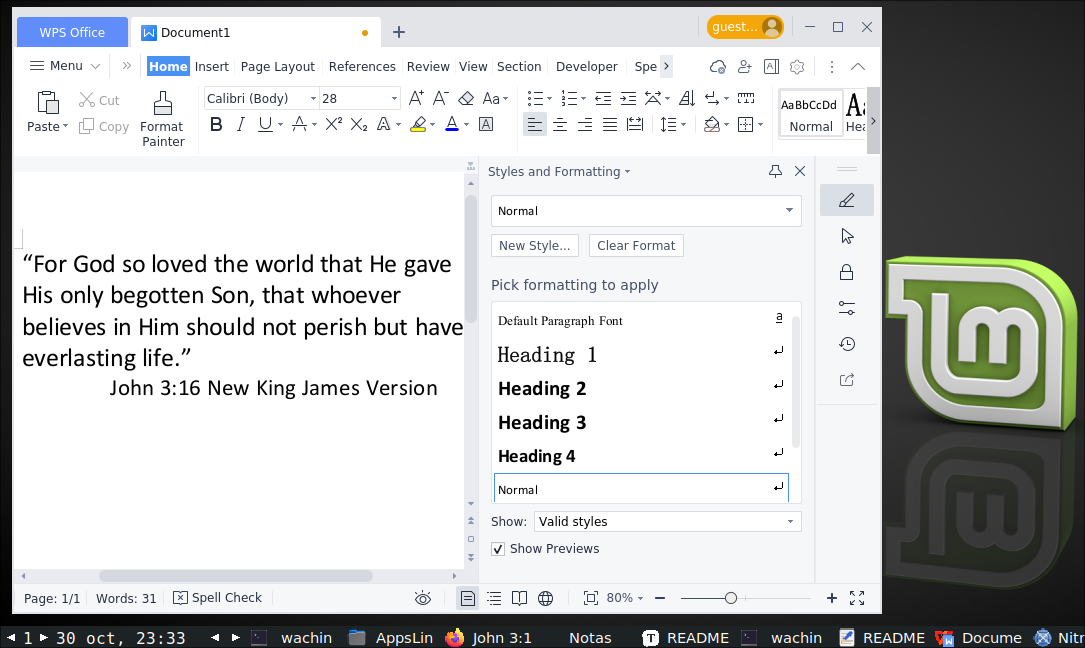 WPS Office
Document1
guest...
Menu
Home Insert Page Layout References Review View Section Developer Spe
Paste
Cut
Copy
Format
Painter
Calibri (Body)
28
AaBbCcDd
Normal
Hea
“For God so loved the world that He gave
His only begotten Son, that whoever
believes in Him should not perish but have
everlasting life.”
John 3:16 New King James Version
Styles and Formatting
Normal
New Style...
Clear Format
Pick formatting to apply
Default Paragraph Font
Heading 1
Heading 2
Heading 3
Heading 4
Normal
Show: Valid styles
Show Previews
Page: 1/1 Words: 31 Spell Check
80%
1 30 oct, 23:33 wachin AppsLin John 3:1 Notas README wachin README Docume Nitr